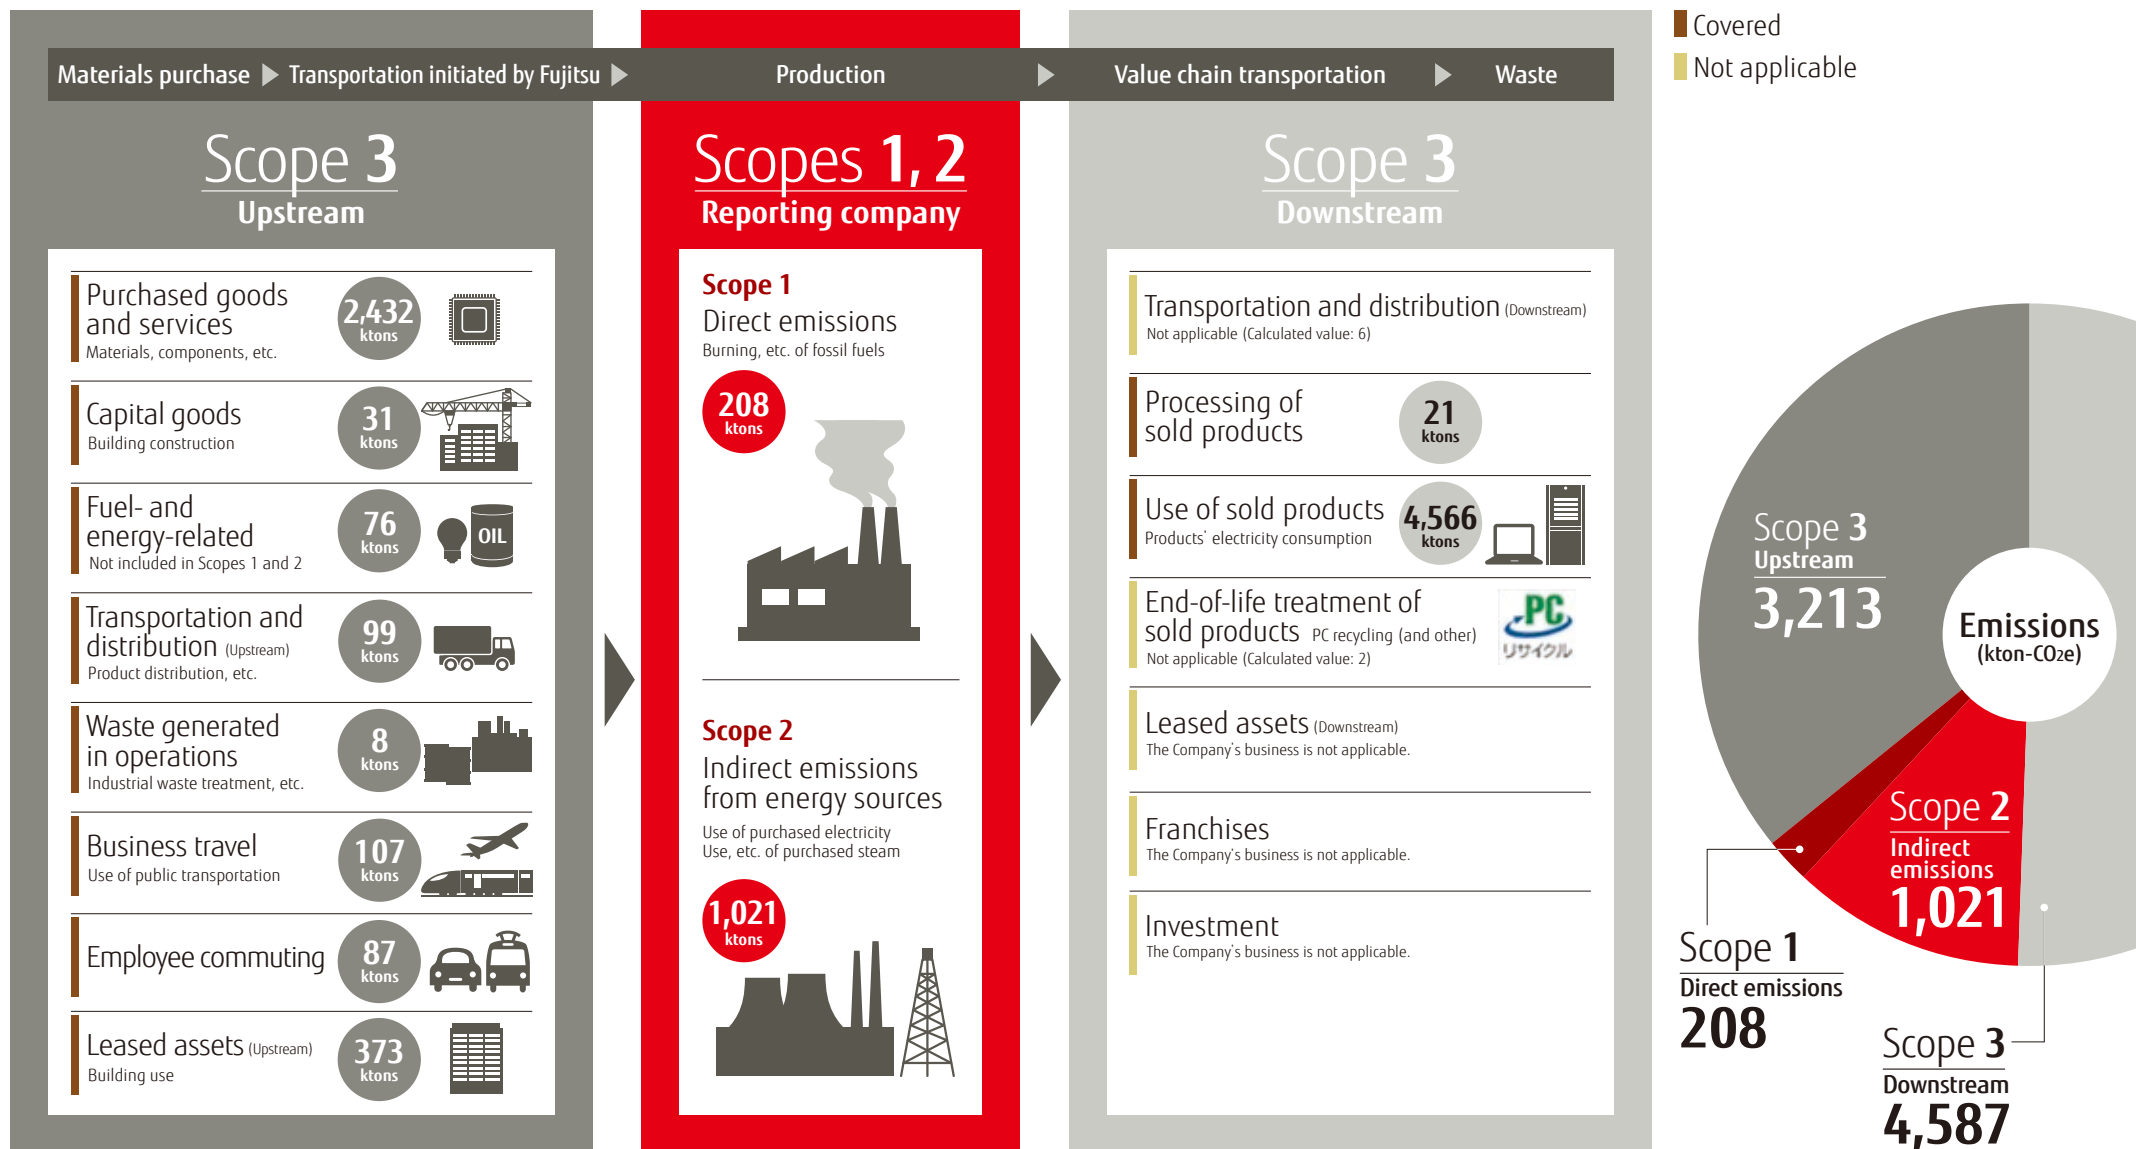 Covered
Not applicable
Materials purchase
Transportation initiated by Fujitsu
Production
Value chain transportation
Waste
Scope 3
Upstream
Purchased goods
and services
Materials, components, etc.
2,432
ktons
Capital goods
Building construction
31
ktons
Fuel- and
energy-related
Not included in Scopes 1 and 2
76
ktons
OIL
Transportation and
distribution (Upstream)
Product distribution, etc.
99
ktons
Waste generated
in operations
Industrial waste treatment, etc.
8
ktons
Business travel
Use of public transportation
107
ktons
Employee commuting
87
ktons
Leased assets (Upstream)
Building use
373
ktons
Scopes 1, 2
Reporting company
Scope 1
Direct emissions
Burning, etc. of fossil fuels
208
ktons
Scope 2
Indirect emissions
from energy sources
Use of purchased electricity
Use, etc. of purchased steam
1,021
ktons
Scope 3
Downstream
Transportation and distribution (Downstream)
Not applicable (Calculated value: 6)
Processing of
sold products
21
ktons
Use of sold products
Products' electricity consumption
4,566
ktons
End-of-life treatment of
sold products PC recycling (and other)
Not applicable (Calculated value: 2)
PC
リサイクル
Leased assets (Downstream)
The Company's business is not applicable.
Franchises
The Company's business is not applicable.
Investment
The Company's business is not applicable.
Scope 3
Upstream
3,213
Emissions
(kton-CO2e)
Scope 2
Indirect
emissions
1,021
Scope 1
Direct emissions
208
Scope 3
Downstream
4,587